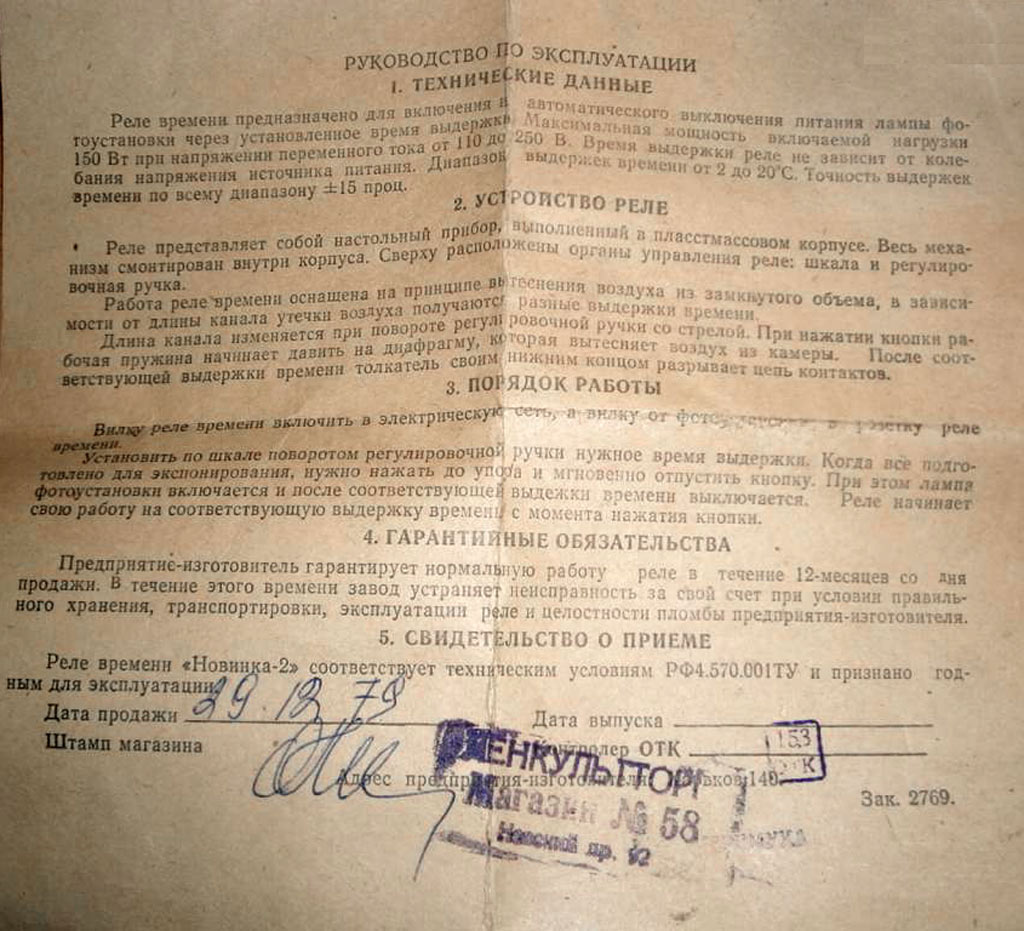 РУКОВОДСТВО ПО ЭКСПЛУАТАЦИИ
1. ТЕХНИЧЕСКИЕ ДАННЫЕ
Реле времени предназначено для включения и автоматического выключения питания лампы фо-
тоустановки через установленное время выдержки. Максимальная мощность включаемой нагрузки
150 Вт при напряжении переменного тока от 110 до 250 В. Время выдержки реле не зависит от коле-
бания напряжения источника питания. Диапазон выдержек времени от 2 до 20°С. Точность выдержек
времени по всему диапазону ±15 проц.
2. УСТРОЙСТВО РЕЛЕ
Реле представляет собой настольный прибор, выполненный в пласстмассовом корпусе. Весь меха-
низм смонтирован внутри корпуса. Сверху расположены органы управления реле: шкала и регулиро-
вочная ручка.
Работа реле времени оснащена на принципе вытеснения воздуха из замкнутого объема, в зависи-
мости от длины канала утечки воздуха получаются разные выдержки времени.
Длина канала изменяется при повороте регулировочной ручки со стрелой. При нажатии кнопки ра-
бочая пружина начинает давить на диафрагму, которая вытесняет воздух из камеры. После соот-
ветствующей выдержки времени толкатель своим нижним концом разрывает цепь контактов.
3. ПОРЯДОК РАБОТЫ
Вилку реле времени включить в электрическую сеть, а вилку от в розетку реле
времени.
Установить по шкале поворотом регулировочной ручки нужное время выдержки. Когда все подго-
товлено для экспонирования, нужно нажать до упора и мгновенно отпустить кнопку. При этом лампа
фотоустановки включается и после соответствующей выдежки времени выключается. Реле начинает
свою работу на соответствующую выдержку времени с момента нажатия кнопки.
4. ГАРАНТИЙНЫЕ ОБЯЗАТЕЛЬСТВА
Предприятие-изготовитель гарантирует нормальную работу реле в течение 12-месяцев со дня
продажи. В течение этого времени завод устраняет неисправность за свой счет при условии правиль-
ного хранения, транспортировки, эксплуатации реле и целостности пломбы предприятия-изготовителя.
5. СВИДЕТЕЛЬСТВО О ПРИЕМЕ
Реле времени «Новинка-2» соответствует техническим условиям РФ4.570.001ТУ и признано год-
ным для эксплуатации.
Дата продажи 29.12.79 Дата выпуска
Штамп магазина Контролер ОТК 153
Адрес предприятия-изготовителя: Харьков 140.
Зак. 2769.
ЛЕНКУЛЬТТОРГ
Магазин № 58
Невский пр.